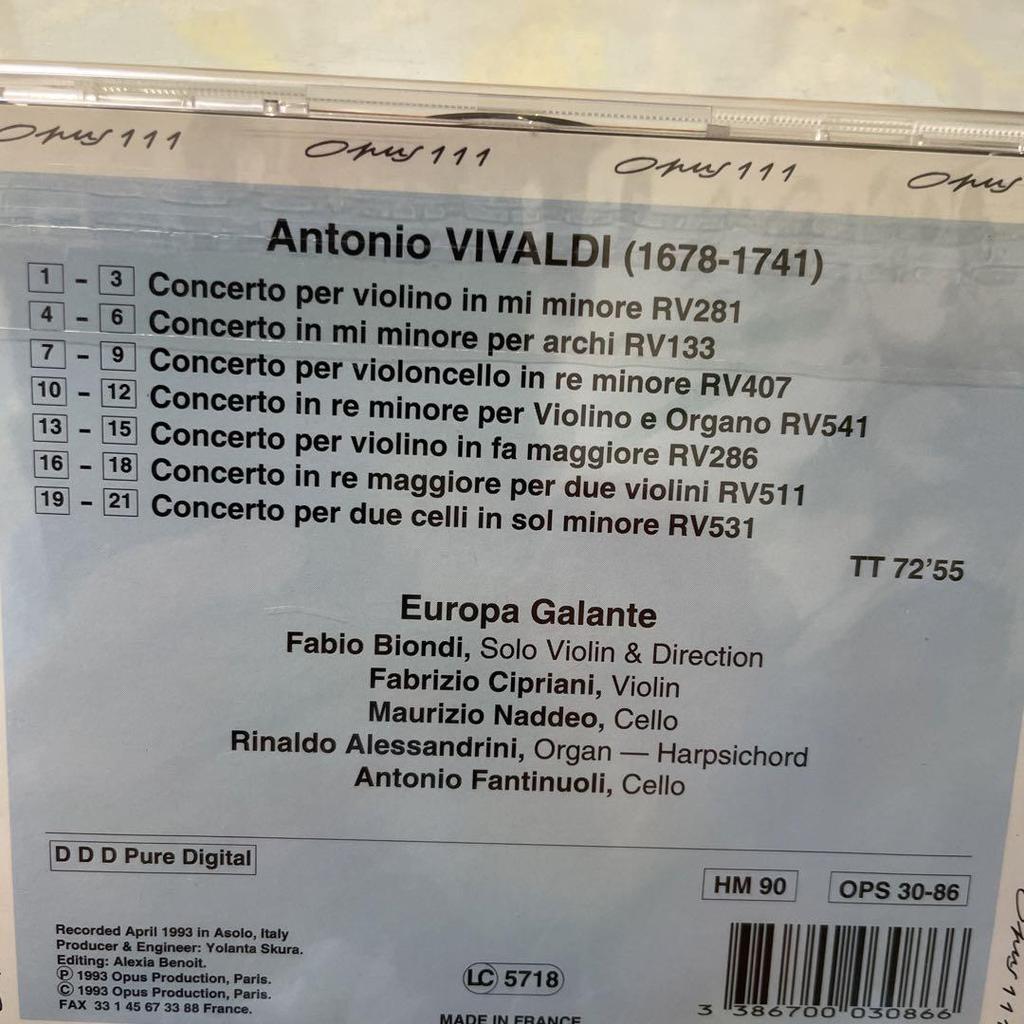 Opus 111 Opus 111 Opus 111 Opus
Antonio VIVALDI (1678-1741)
1 - 3 Concerto per violino in mi minore RV281
4 - 6 Concerto in mi minore per archi RV133
7 - 9 Concerto per violoncello in re minore RV407
10 - 12 Concerto in re minore per Violino e Organo RV541
13 - 15 Concerto per violino in fa maggiore RV286
16 - 18 Concerto in re maggiore per due violini RV511
19 - 21 Concerto per due celli in sol minore RV531
TT 72'55
Europa Galante
Fabio Biondi, Solo Violin & Direction
Fabrizio Cipriani, Violin
Maurizio Naddeo, Cello
Rinaldo Alessandrini, Organ — Harpsichord
Antonio Fantinuoli, Cello
D D D Pure Digital
HM 90 OPS 30-86
Recorded April 1993 in Asolo, Italy
Producer & Engineer: Yolanta Skura.
Editing: Alexia Benoit.
℗ 1993 Opus Production, Paris.
© 1993 Opus Production, Paris.
FAX 33 1 45 67 33 88 France.
LC 5718
MADE IN FRANCE
3 386700 030866
Opus 111